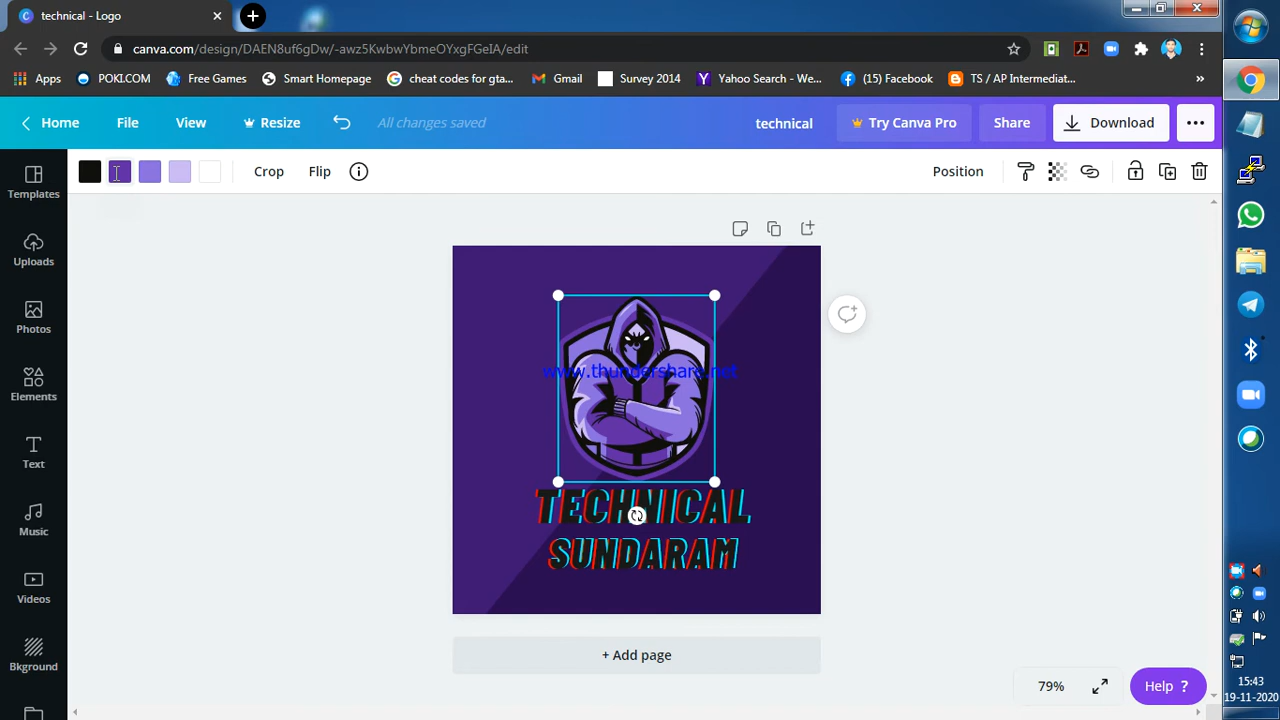 technical - Logo
canva.com/design/DAEN8uf6gDw/-awz5KwbwYbmeOYxgFGeIA/edit
Apps POKI.COM Free Games Smart Homepage cheat codes for gta... Gmail Survey 2014 Yahoo Search - We... (15) Facebook TS / AP Intermediat... »
Home File View Resize All changes saved technical Try Canva Pro Share Download
Crop Flip Position
Templates
Uploads
Photos
Elements
Text
Music
Videos
Bkground
www.thundershare.net
TECHNICAL
SUNDARAM
+ Add page
79%
Help ?
15:43
19-11-2020